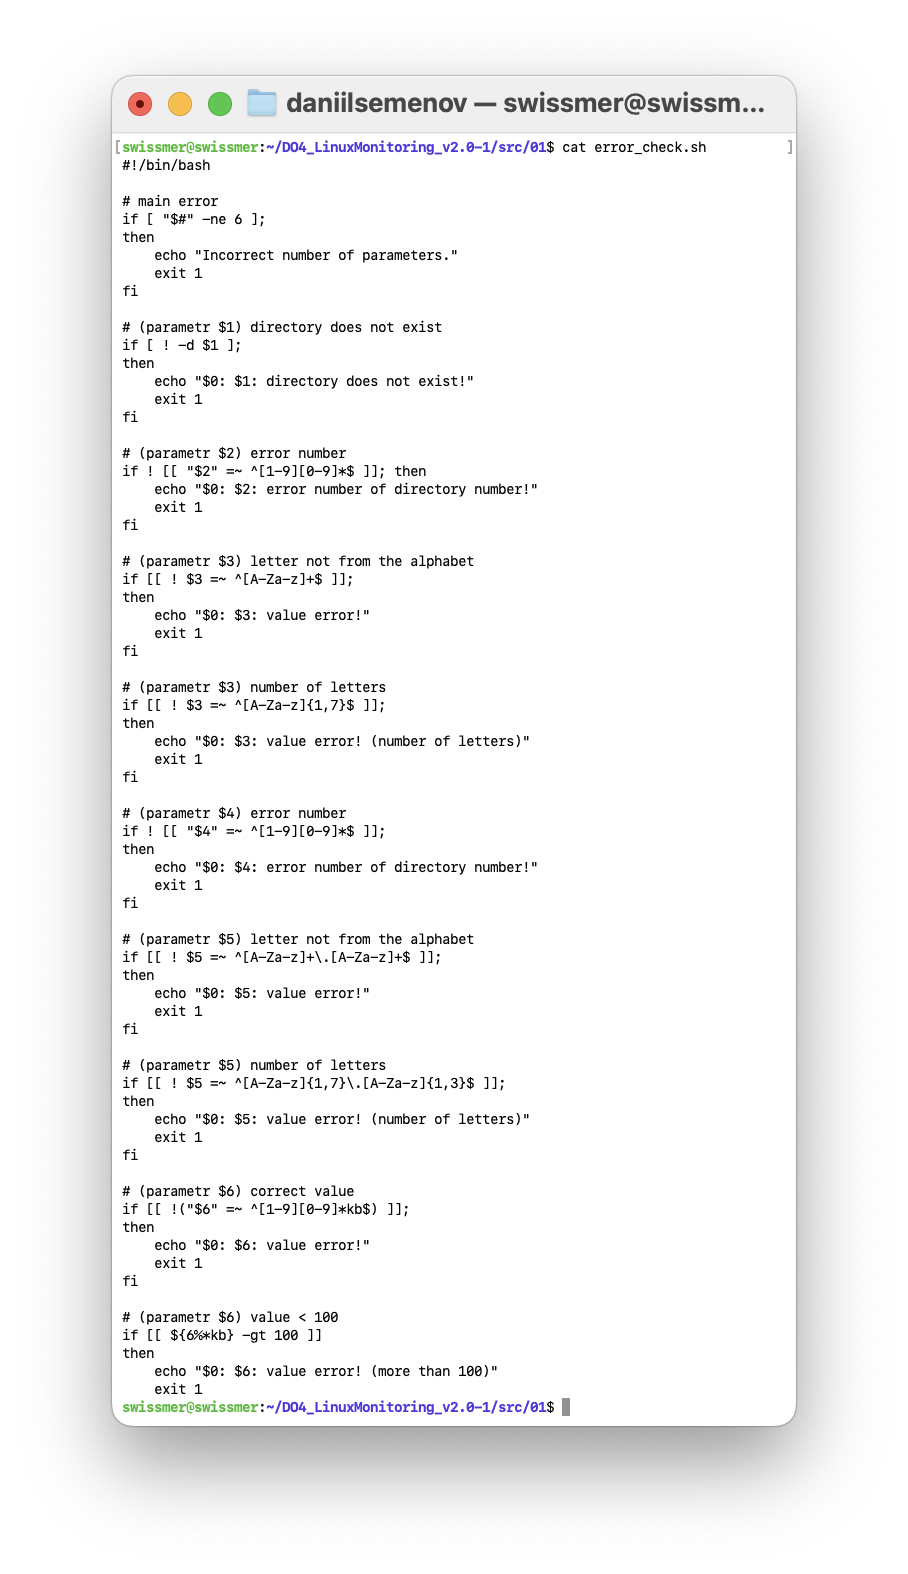 daniilsemenov — swissmer@swissm...
[swissmer@swissmer:~/DO4_LinuxMonitoring_v2.0-1/src/01$ cat error_check.sh ]
#!/bin/bash

# main error
if [ "$#" -ne 6 ];
then
    echo "Incorrect number of parameters."
    exit 1
fi

# (parametr $1) directory does not exist
if [ ! -d $1 ];
then
    echo "$0: $1: directory does not exist!"
    exit 1
fi

# (parametr $2) error number
if ! [[ "$2" =~ ^[1-9][0-9]*$ ]]; then
    echo "$0: $2: error number of directory number!"
    exit 1
fi

# (parametr $3) letter not from the alphabet
if [[ ! $3 =~ ^[A-Za-z]+$ ]];
then
    echo "$0: $3: value error!"
    exit 1
fi

# (parametr $3) number of letters
if [[ ! $3 =~ ^[A-Za-z]{1,7}$ ]];
then
    echo "$0: $3: value error! (number of letters)"
    exit 1
fi

# (parametr $4) error number
if ! [[ "$4" =~ ^[1-9][0-9]*$ ]];
then
    echo "$0: $4: error number of directory number!"
    exit 1
fi

# (parametr $5) letter not from the alphabet
if [[ ! $5 =~ ^[A-Za-z]+\.[A-Za-z]+$ ]];
then
    echo "$0: $5: value error!"
    exit 1
fi

# (parametr $5) number of letters
if [[ ! $5 =~ ^[A-Za-z]{1,7}\.[A-Za-z]{1,3}$ ]];
then
    echo "$0: $5: value error! (number of letters)"
    exit 1
fi

# (parametr $6) correct value
if [[ !("$6" =~ ^[1-9][0-9]*kb$) ]];
then
    echo "$0: $6: value error!"
    exit 1
fi

# (parametr $6) value < 100
if [[ ${6%*kb} -gt 100 ]]
then
    echo "$0: $6: value error! (more than 100)"
    exit 1
swissmer@swissmer:~/DO4_LinuxMonitoring_v2.0-1/src/01$